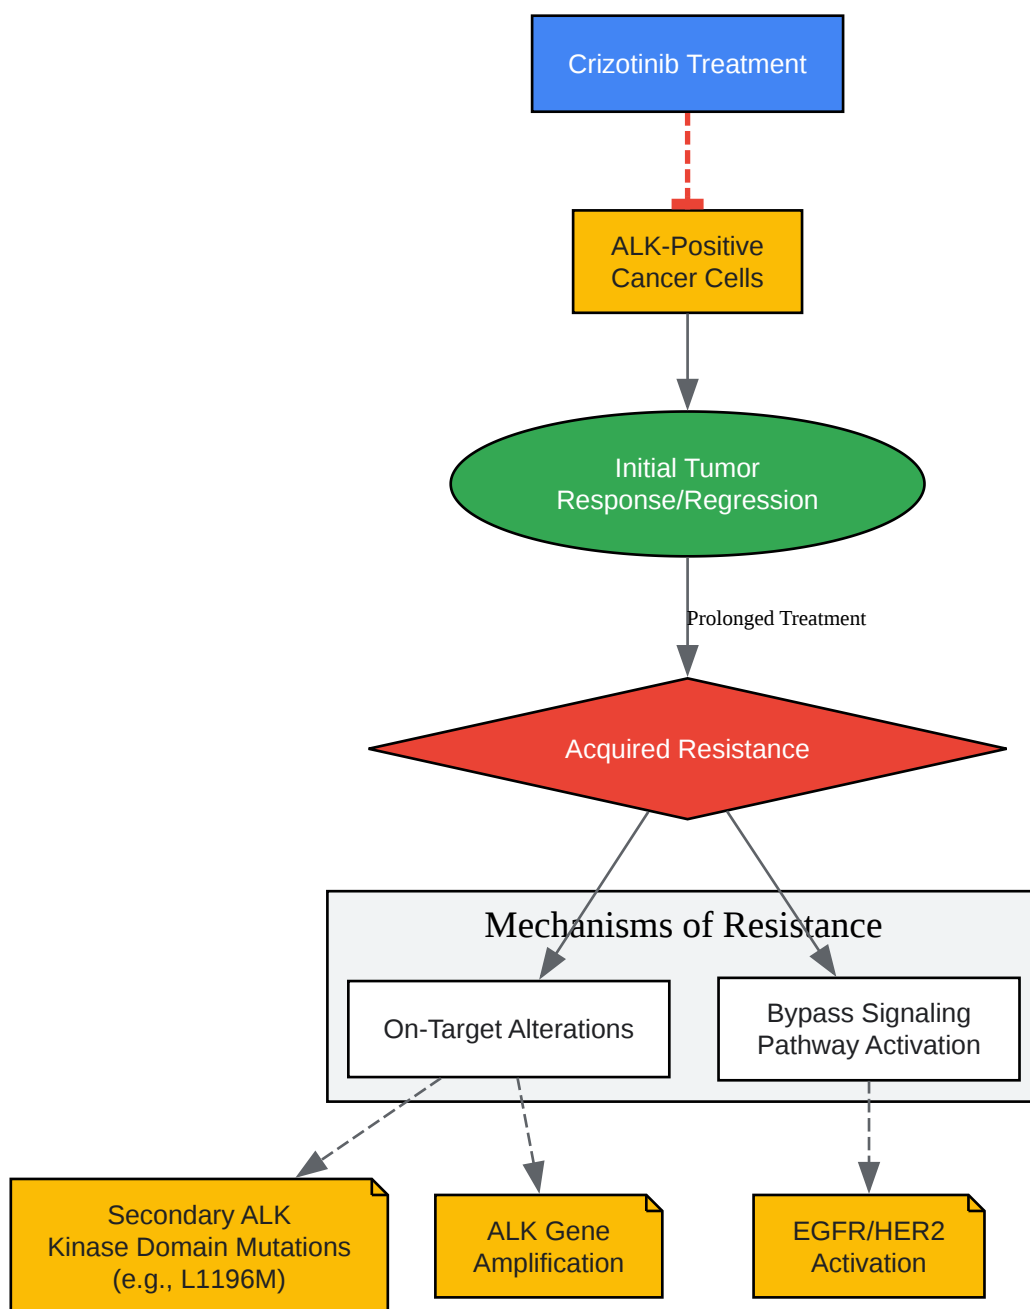 Crizotinib Treatment
ALK-Positive
Cancer Cells
Initial Tumor
Response/Regression
Prolonged Treatment
Acquired Resistance
Mechanisms of Resistance
On-Target Alterations
Bypass Signaling
Pathway Activation
Secondary ALK
Kinase Domain Mutations
(e.g., L1196M)
ALK Gene
Amplification
EGFR/HER2
Activation